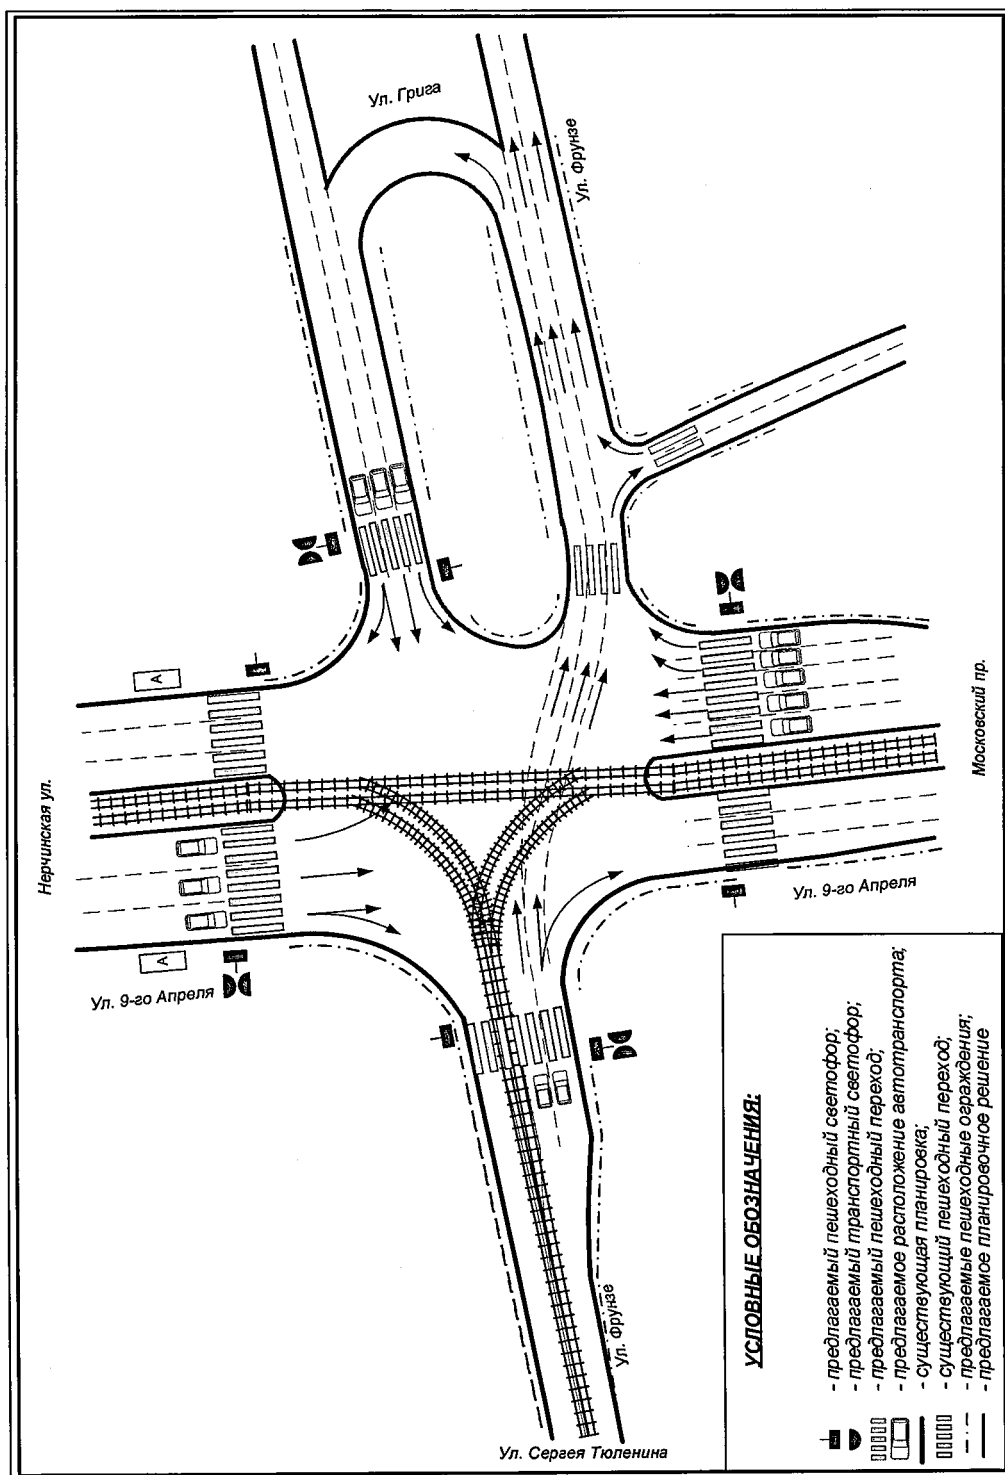 Ул. Грига
Ул. Фрунзе
А
Нерчинская ул.
Московский пр.
А
Ул. 9-го Апреля
Ул. 9-го Апреля
Ул. Фрунзе
Ул. Сергея Тюленина
УСЛОВНЫЕ ОБОЗНАЧЕНИЯ:
- предлагаемый пешеходный светофор;
- предлагаемый транспортный светофор;
- предлагаемый пешеходный переход;
- предлагаемое расположение автотранспорта;
- существующая планировка;
- существующий пешеходный переход;
- предлагаемые пешеходные ограждения;
- предлагаемое планировочное решение